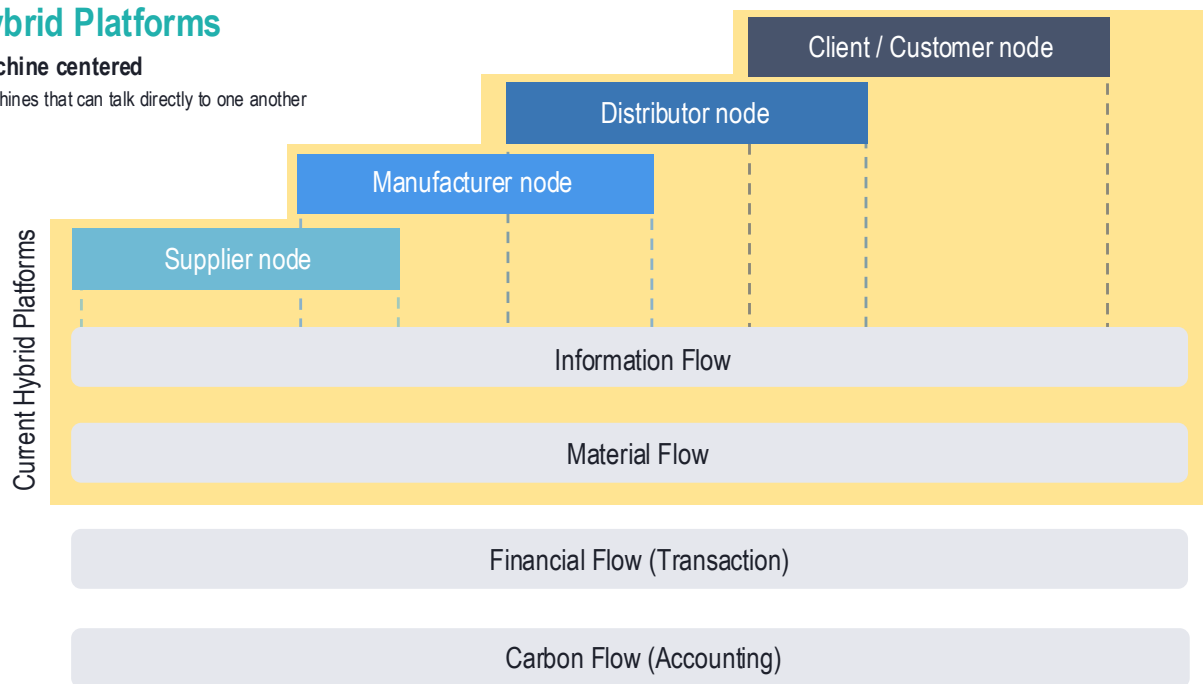 ybrid Platforms
chine centered
hines that can talk directly to one another
Client / Customer node
Distributor node
Manufacturer node
Supplier node
Current Hybrid Platforms
Information Flow
Material Flow
Financial Flow (Transaction)
Carbon Flow (Accounting)